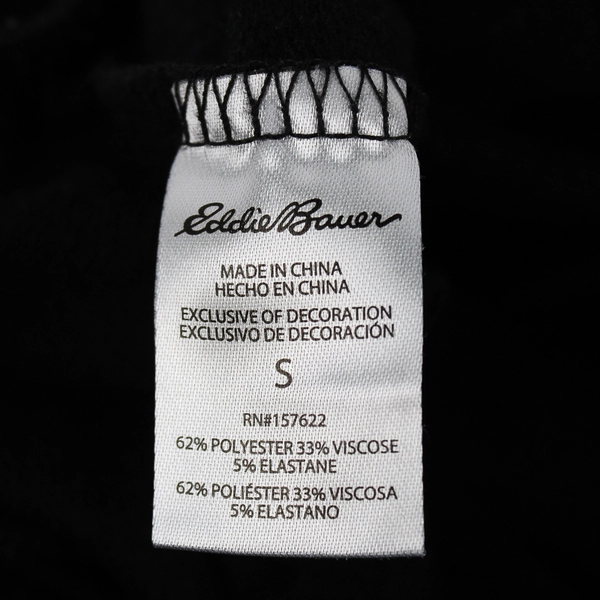 Eddie Bauer
MADE IN CHINA
HECHO EN CHINA
EXCLUSIVE OF DECORATION
EXCLUSIVO DE DECORACIÓN
S
RN#157622
62% POLYESTER 33% VISCOSE
5% ELASTANE
62% POLIÉSTER 33% VISCOSA
5% ELASTANO